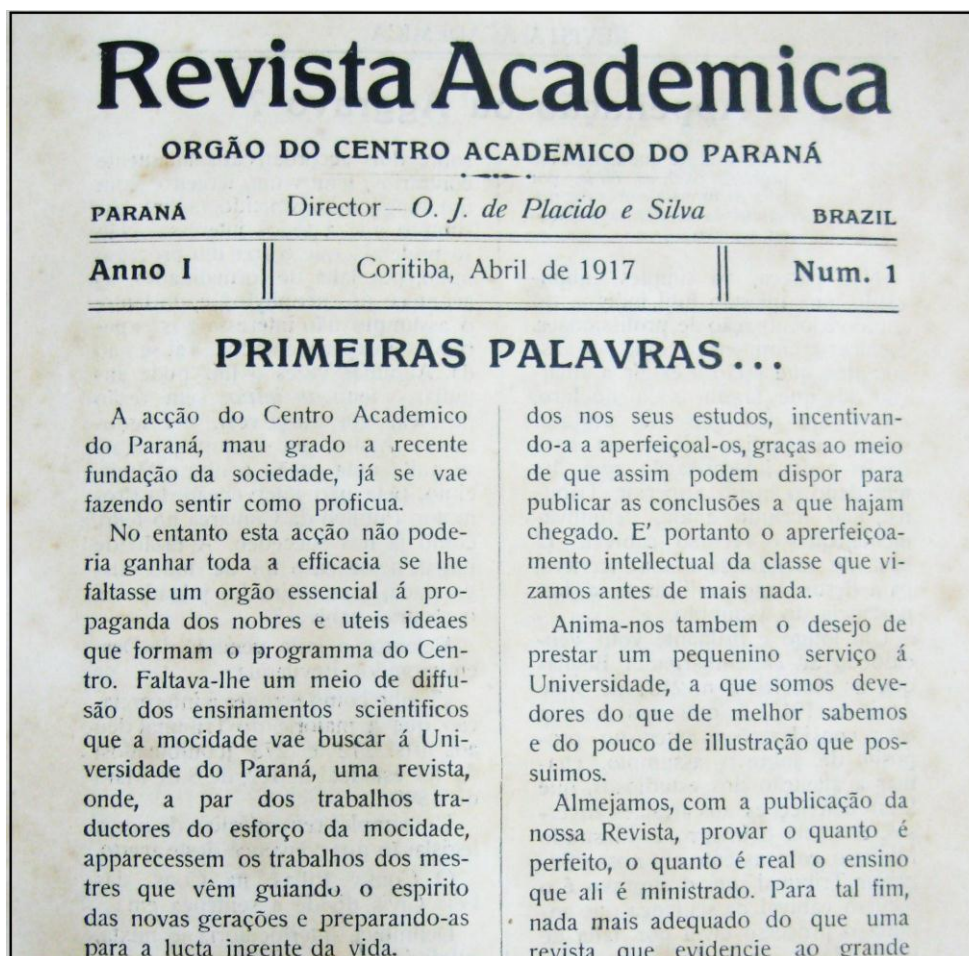 Revista Academica
ORGÃO DO CENTRO ACADEMICO DO PARANÁ
PARANÁ
Director—O. J. de Placido e Silva
BRAZIL
Anno I
Coritiba, Abril de 1917
Num. 1
PRIMEIRAS PALAVRAS...
A acção do Centro Academico
do Paraná, mau grado a recente
fundação da sociedade, já se vae
fazendo sentir como proficua.
No entanto esta acção não pode-
ria ganhar toda a efficacia se lhe
faltasse um orgão essencial á pro-
paganda dos nobres e uteis ideaes
que formam o programma do Cen-
tro. Faltava-lhe um meio de diffu-
são dos ensinamentos scientificos
que a mocidade vae buscar á Uni-
versidade do Paraná, uma revista,
onde, a par dos trabalhos tra-
ductores do esforço da mocidade,
apparecessem os trabalhos dos mes-
tres que vêm guiando o espirito
das novas gerações e preparando-as
para a lucta ingente da vida.
dos nos seus estudos, incentivan-
do-a a aperfeiçoal-os, graças ao meio
de que assim podem dispor para
publicar as conclusões a que hajam
chegado. E' portanto o aprerfeiçoa-
mento intellectual da classe que vi-
zamos antes de mais nada.
Anima-nos tambem o desejo de
prestar um pequenino serviço á
Universidade, a que somos deve-
dores do que de melhor sabemos
e do pouco de illustração que pos-
suimos.
Almejamos, com a publicação da
nossa Revista, provar o quanto é
perfeito, o quanto é real o ensino
que ali é ministrado. Para tal fim,
nada mais adequado do que uma
revista que evidencie ao grande